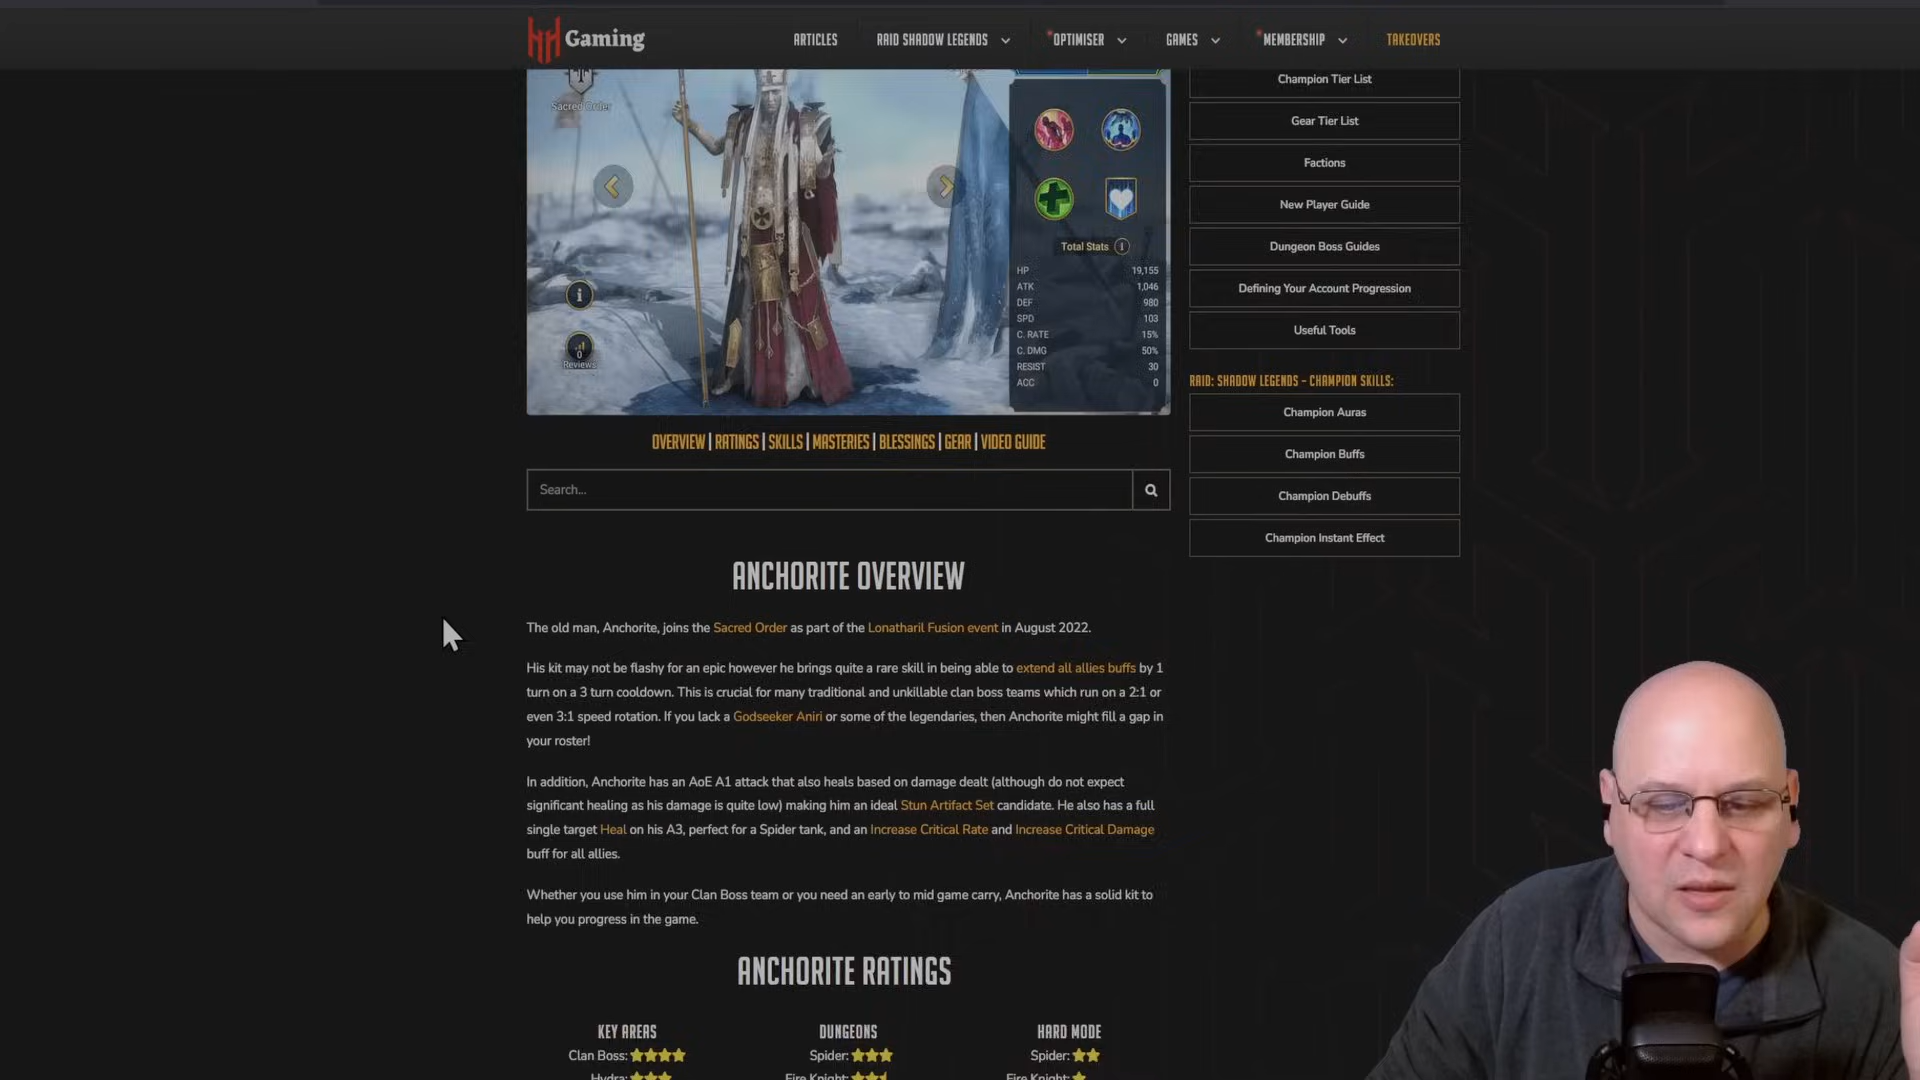 Gaming
ARTICLES
RAID SHADOW LEGENDS
*OPTIMISER
GAMES
*MEMBERSHIP
TAKEOVERS
Sacred Order
0
Reviews
Total Stats
HP 19,155
ATK 1,046
DEF 980
SPD 103
C. RATE 15%
C. DMG 50%
RESIST 30
ACC 0
OVERVIEW | RATINGS | SKILLS | MASTERIES | BLESSINGS | GEAR | VIDEO GUIDE
Search...
ANCHORITE OVERVIEW
The old man, Anchorite, joins the Sacred Order as part of the Lonatharil Fusion event in August 2022.
His kit may not be flashy for an epic however he brings quite a rare skill in being able to extend all allies buffs by 1
turn on a 3 turn cooldown. This is crucial for many traditional and unkillable clan boss teams which run on a 2:1 or
even 3:1 speed rotation. If you lack a Godseeker Aniri or some of the legendaries, then Anchorite might fill a gap in
your roster!
In addition, Anchorite has an AoE A1 attack that also heals based on damage dealt (although do not expect
significant healing as his damage is quite low) making him an ideal Stun Artifact Set candidate. He also has a full
single target Heal on his A3, perfect for a Spider tank, and an Increase Critical Rate and Increase Critical Damage
buff for all allies.
Whether you use him in your Clan Boss team or you need an early to mid game carry, Anchorite has a solid kit to
help you progress in the game.
ANCHORITE RATINGS
KEY AREAS
Clan Boss:
Hydra:
DUNGEONS
Spider:
Fire Knight:
HARD MODE
Spider:
Fire Knight:
Champion Tier List
Gear Tier List
Factions
New Player Guide
Dungeon Boss Guides
Defining Your Account Progression
Useful Tools
RAID: SHADOW LEGENDS - CHAMPION SKILLS:
Champion Auras
Champion Buffs
Champion Debuffs
Champion Instant Effect